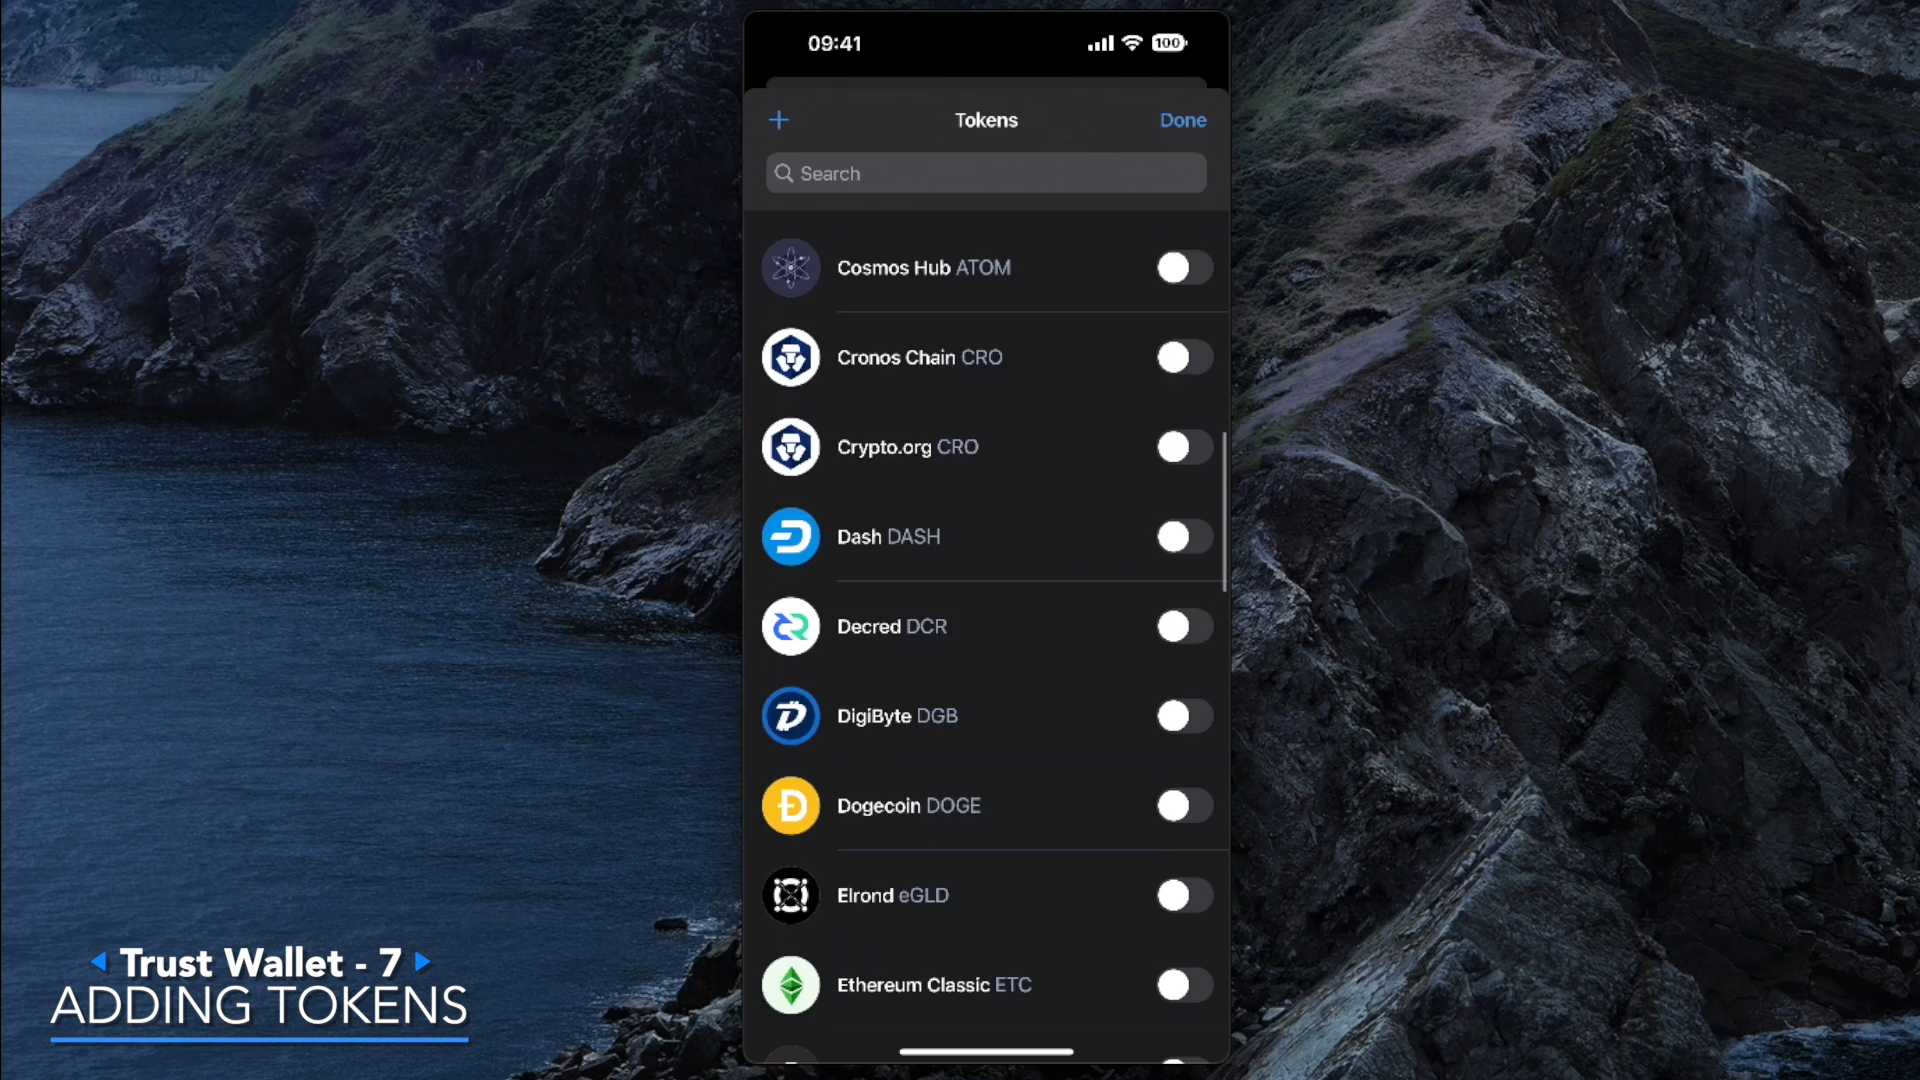 09:41
100
Tokens
Done
Search
Cosmos Hub ATOM
Cronos Chain CRO
Crypto.org CRO
Dash DASH
Decred DCR
DigiByte DGB
Dogecoin DOGE
Elrond eGLD
Ethereum Classic ETC
Trust Wallet - 7
ADDING TOKENS